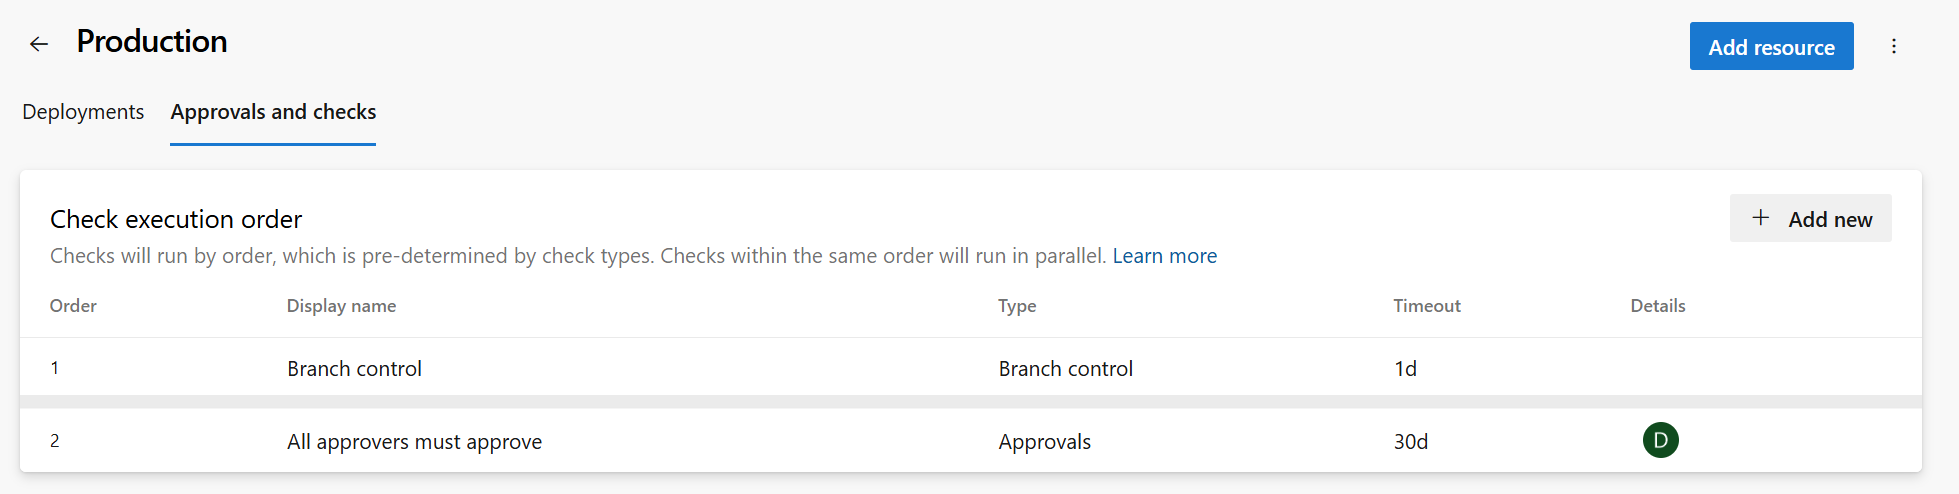 Production
Add resource
Deployments Approvals and checks
Check execution order
Add new
Checks will run by order, which is pre-determined by check types. Checks within the same order will run in parallel. Learn more
Order Display name Type Timeout Details
1 Branch control Branch control 1d
2 All approvers must approve Approvals 30d D